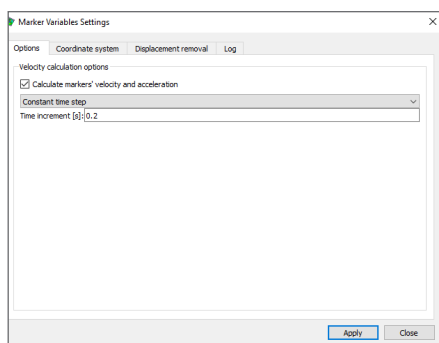 Marker Variables Settings
Options Coordinate system Displacement removal Log
Velocity calculation options
Calculate markers' velocity and acceleration
Constant time step
Time increment [s]: 0.2
Apply Close